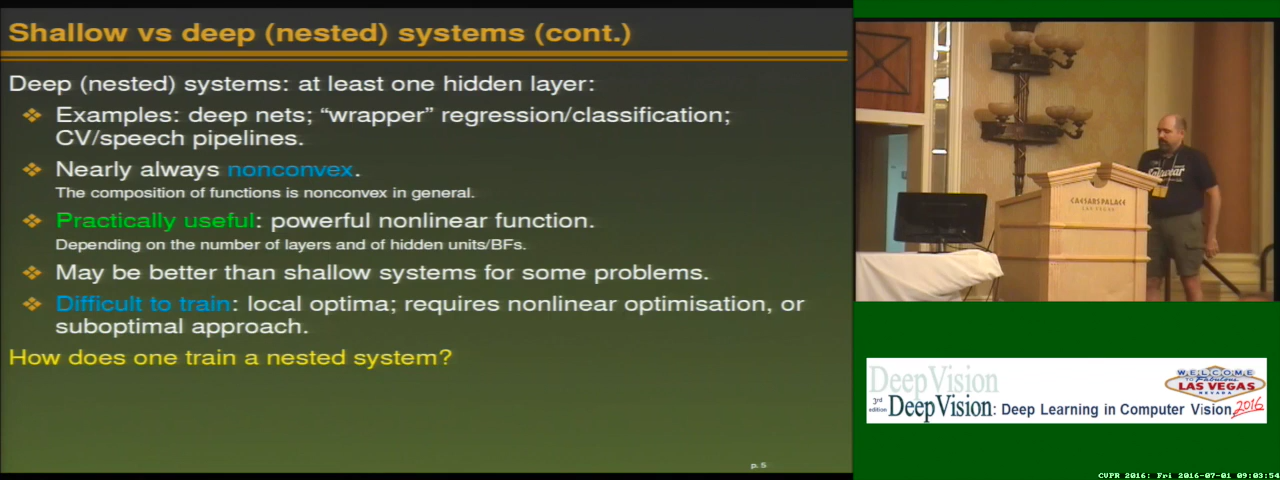 Shallow vs deep (nested) systems (cont.)
Deep (nested) systems: at least one hidden layer:
Examples: deep nets; “wrapper” regression/classification;
CV/speech pipelines.
Nearly always nonconvex.
The composition of functions is nonconvex in general.
Practically useful: powerful nonlinear function.
Depending on the number of layers and of hidden units/BFs.
May be better than shallow systems for some problems.
Difficult to train: local optima; requires nonlinear optimisation, or
suboptimal approach.
How does one train a nested system?
p. 5
CAESARS PALACE
LAS VEGAS
DeepVision
WELCOME
TO Fabulous
LAS VEGAS
NEVADA
2016
3rd
edition
DeepVision: Deep Learning in Computer Vision
CVPR 2016: Fri 2016-07-01 09:03:54